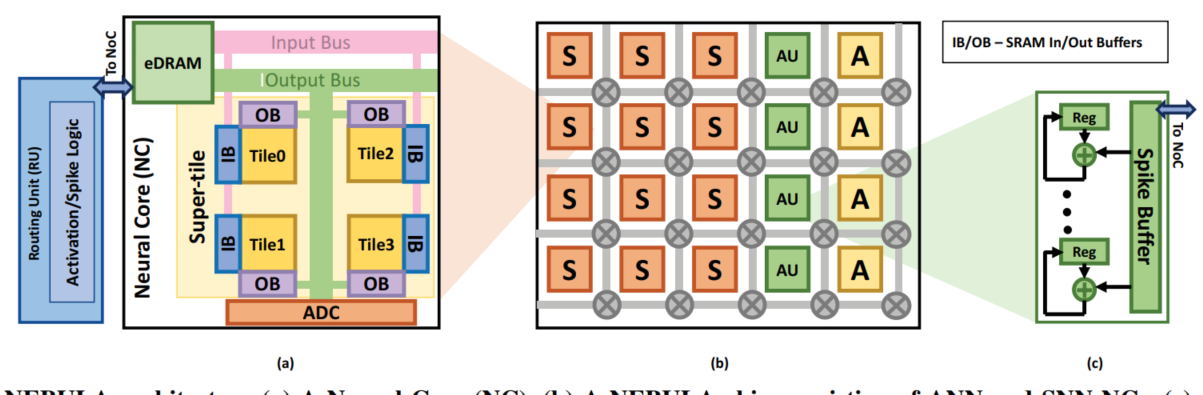 eDRAM
Input Bus
Output Bus
To NoC
Routing Unit (RU)
Activation/Spike Logic
Neural Core (NC)
Super-tile
OB
OB
IB
Tile0
Tile2
IB
IB
Tile1
Tile3
IB
OB
OB
ADC
(a)
S S S AU A
S S S AU A
S S S AU A
S S S AU A
(b)
IB/OB – SRAM In/Out Buffers
Reg
Reg
Spike Buffer
To NoC
(c)